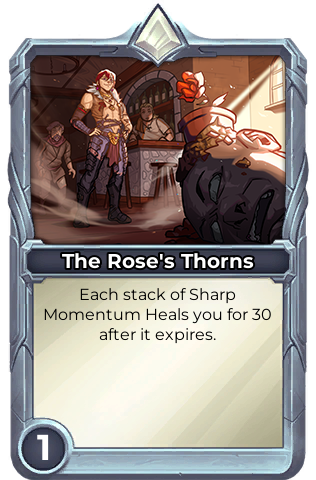 The Rose's Thorns
Each stack of Sharp
Momentum Heals you for 30
after it expires.
1